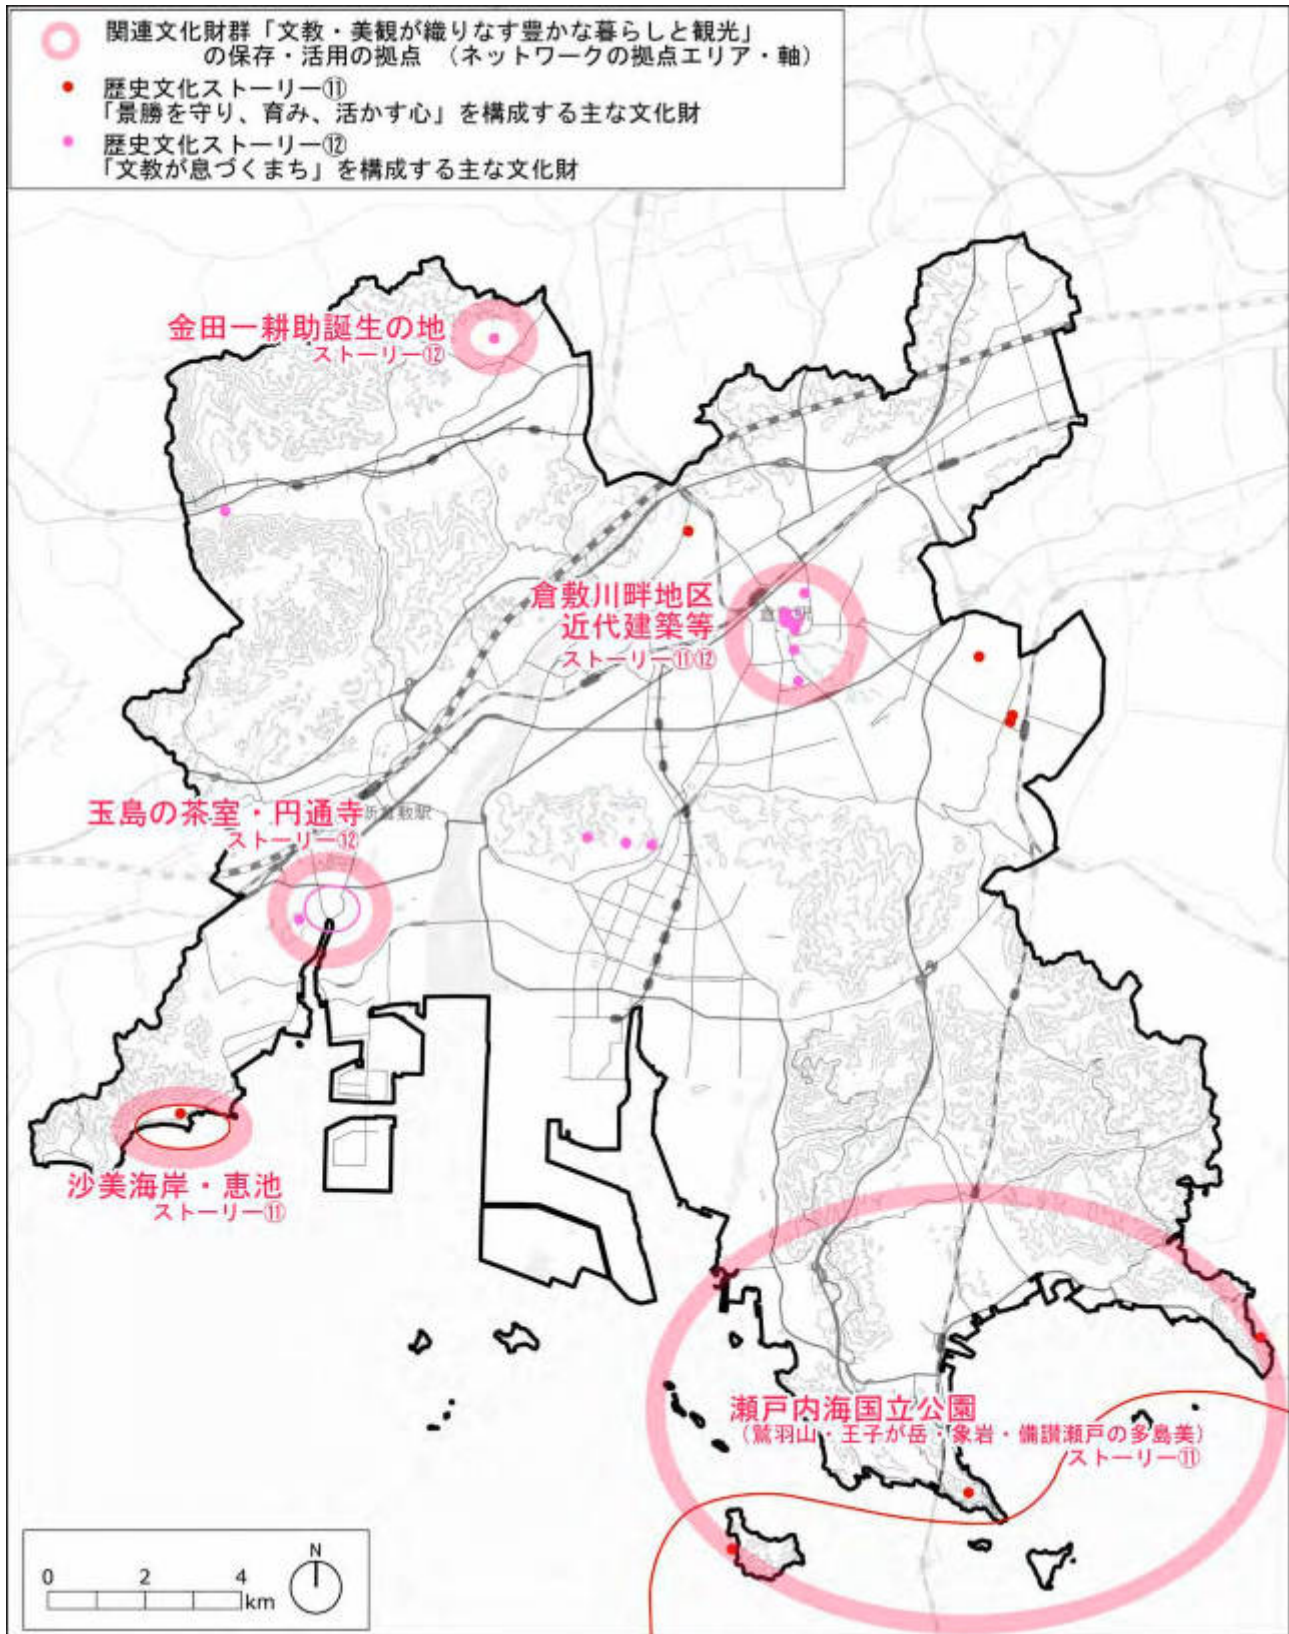 関連文化財群「文教・美観が織りなす豊かな暮らしと観光」
の保存・活用の拠点 （ネットワークの拠点エリア・軸）
歴史文化ストーリー⑪
「景勝を守り、育み、活かす心」を構成する主な文化財
歴史文化ストーリー⑫
「文教が息づくまち」を構成する主な文化財
金田一耕助誕生の地
ストーリー⑫
倉敷川畔地区
近代建築等
ストーリー⑪⑫
倉敷駅
玉島の茶室・円通寺
ストーリー⑫
新倉敷駅
沙美海岸・恵池
ストーリー⑪
瀬戸内海国立公園
（鷲羽山・王子が岳・象岩・備讃瀬戸の多島美）
ストーリー⑪
0 2 4
km
N